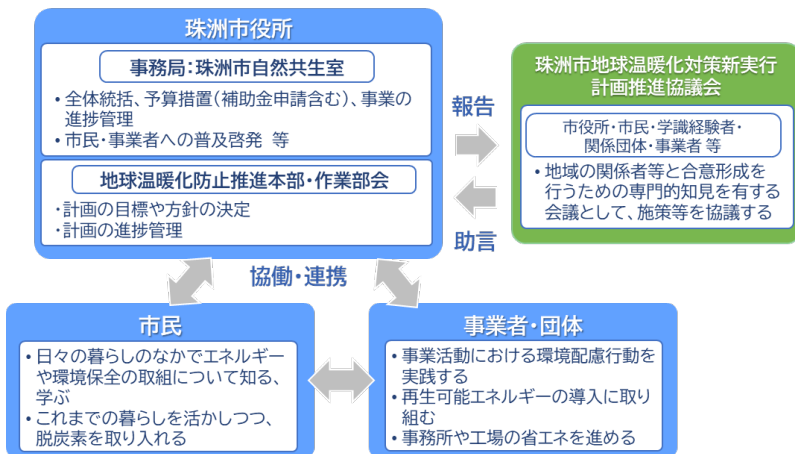 珠洲市役所
事務局：珠洲市自然共生室
•全体統括、予算措置（補助金申請含む）、事業の
進捗管理
•市民・事業者への普及啓発 等
地球温暖化防止推進本部・作業部会
・計画の目標や方針の決定
・計画の進捗管理
報告
助言
珠洲市地球温暖化対策新実行
計画推進協議会
市役所・市民・学識経験者・
関係団体・事業者 等
•地域の関係者等と合意形成を
行うための専門的知見を有する
会議として、施策等を協議する
協働・連携
市民
•日々の暮らしのなかでエネルギー
や環境保全の取組について知る、
学ぶ
•これまでの暮らしを活かしつつ、
脱炭素を取り入れる
事業者・団体
•事業活動における環境配慮行動を
実践する
•再生可能エネルギーの導入に取り
組む
•事務所や工場の省エネを進める